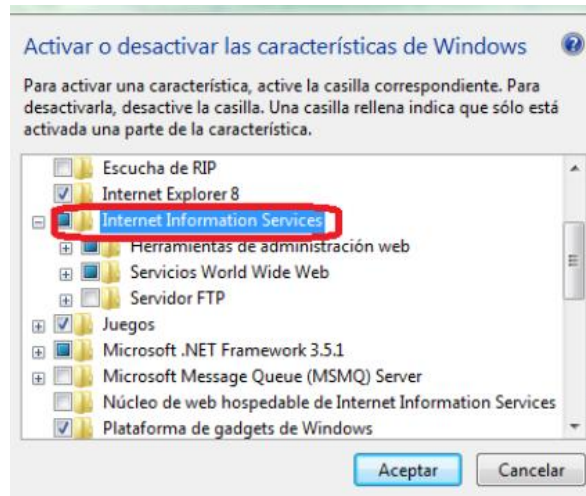 Activar o desactivar las características de Windows
Para activar una característica, active la casilla correspondiente. Para
desactivarla, desactive la casilla. Una casilla rellena indica que sólo está
activada una parte de la característica.
Escucha de RIP
Internet Explorer 8
Internet Information Services
Herramientas de administración web
Servicios World Wide Web
Servidor FTP
Juegos
Microsoft .NET Framework 3.5.1
Microsoft Message Queue (MSMQ) Server
Núcleo de web hospedable de Internet Information Services
Plataforma de gadgets de Windows
Aceptar Cancelar